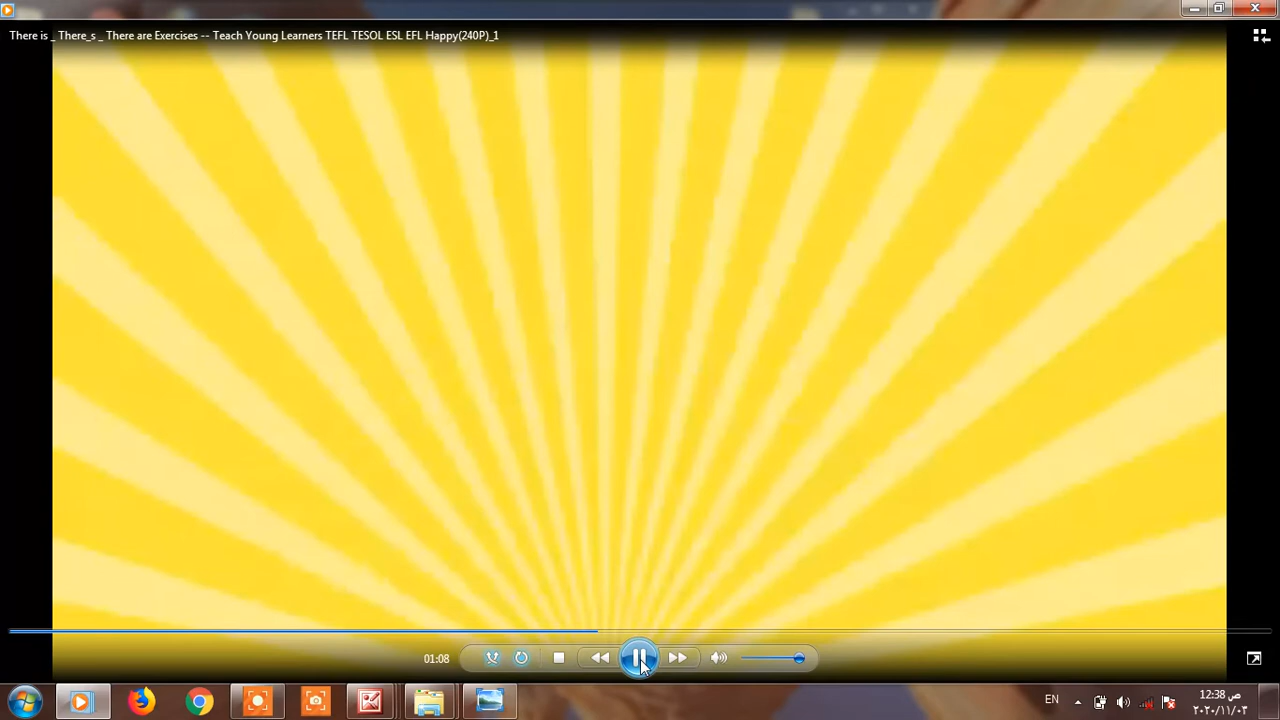 There is _ There_s _ There are Exercises -- Teach Young Learners TEFL TESOL ESL EFL Happy(240P)_1
01:08
EN
12:38 ص
٢٠٢٠/١١/٠٣